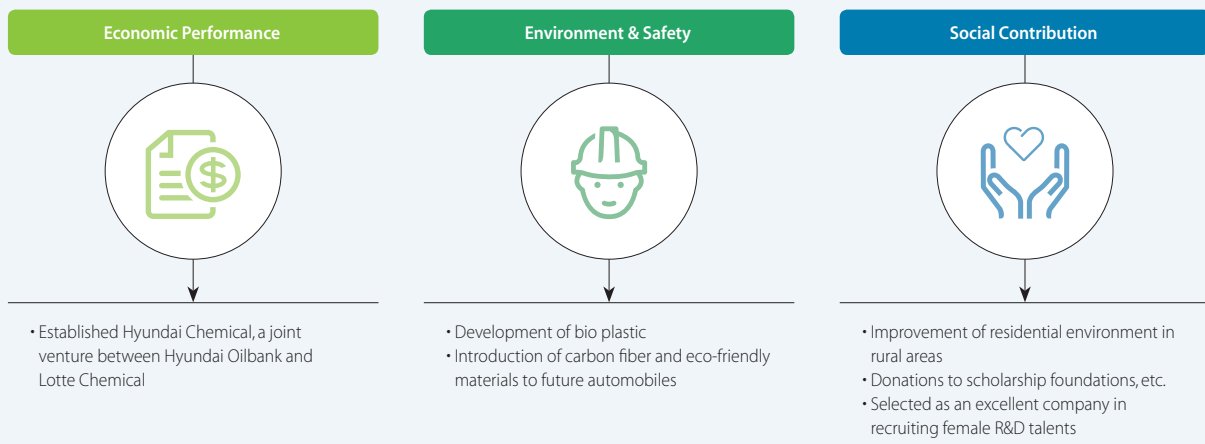 Economic Performance
• Established Hyundai Chemical, a joint
venture between Hyundai Oilbank and
Lotte Chemical
Environment & Safety
• Development of bio plastic
• Introduction of carbon fiber and eco-friendly
materials to future automobiles
Social Contribution
• Improvement of residential environment in
rural areas
• Donations to scholarship foundations, etc.
• Selected as an excellent company in
recruiting female R&D talents